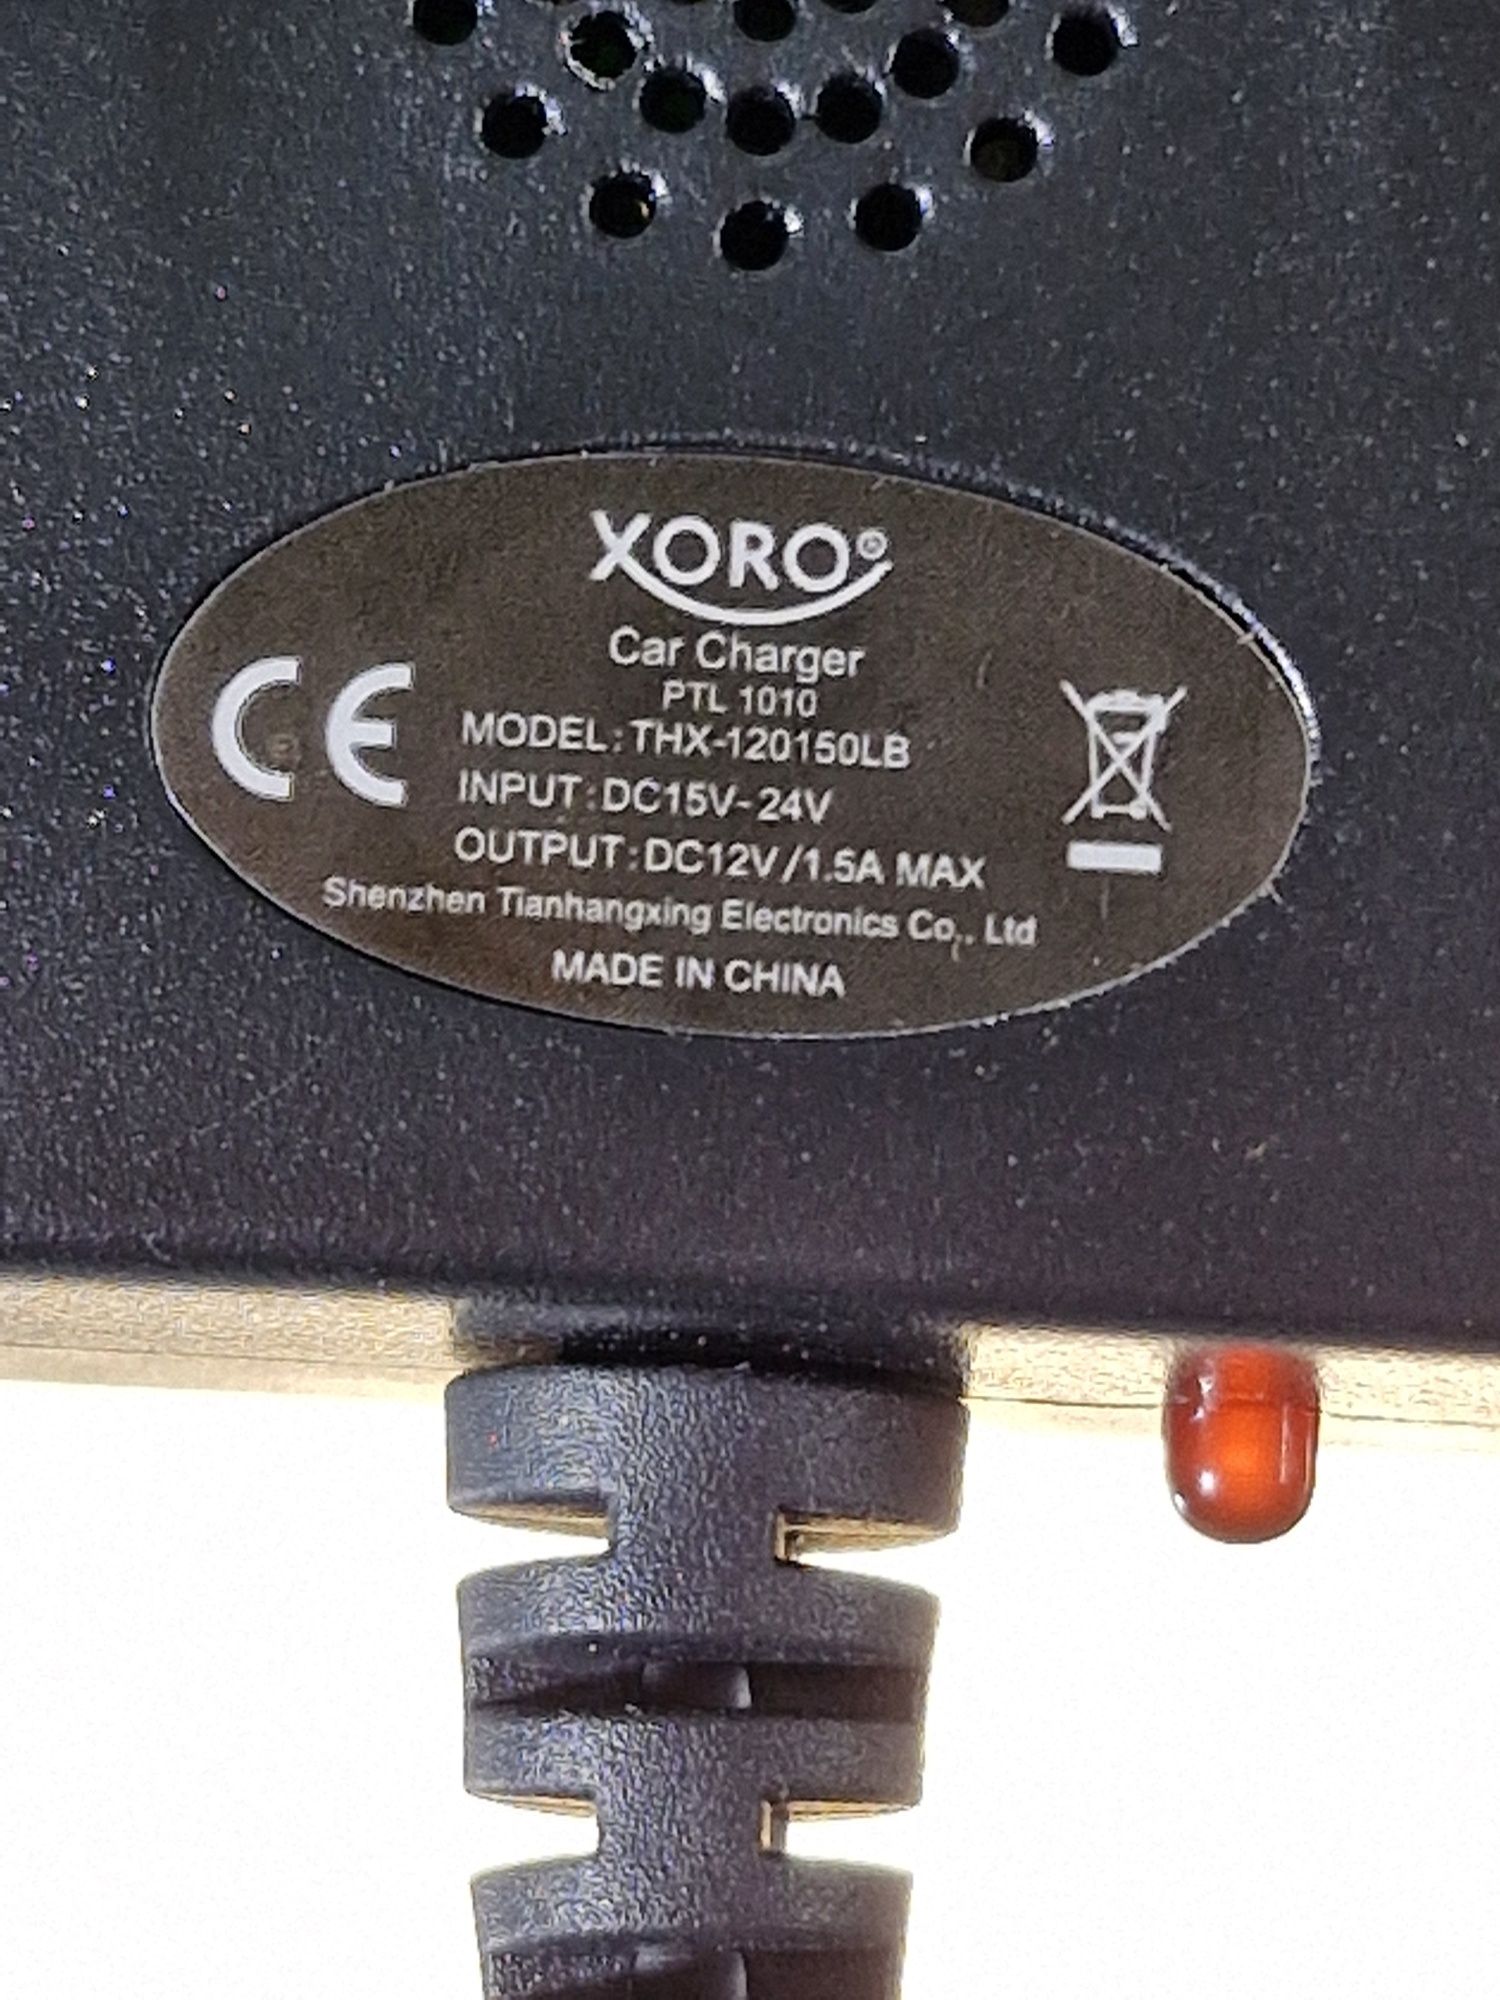 XORO®
Car Charger
PTL 1010
CE
MODEL:THX-120150LB
INPUT:DC15V-24V
OUTPUT:DC12V/1.5A MAX
Shenzhen Tianhangxing Electronics Co,. Ltd
MADE IN CHINA